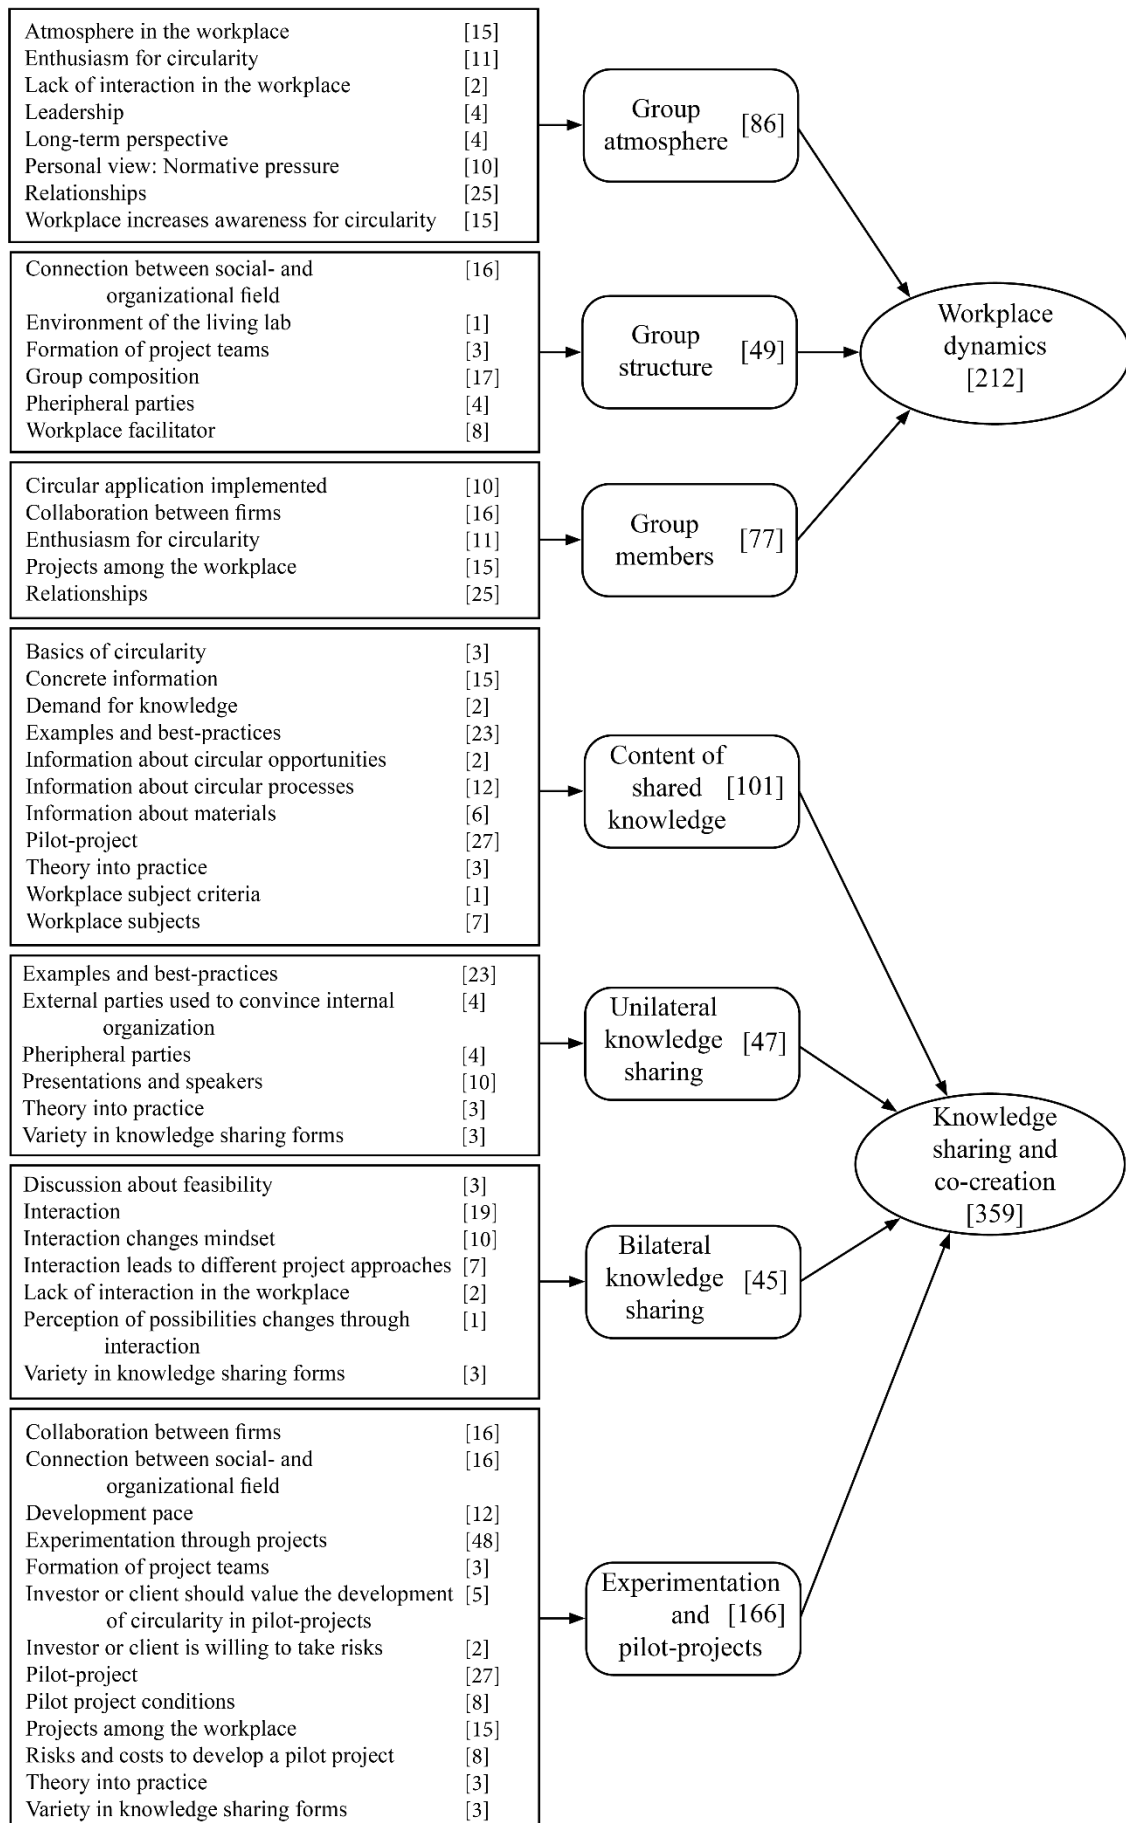 Atmosphere in the workplace [15]
Enthusiasm for circularity [11]
Lack of interaction in the workplace [2]
Leadership [4]
Long-term perspective [4]
Personal view: Normative pressure [10]
Relationships [25]
Workplace increases awareness for circularity [15]
Group
atmosphere [86]
Connection between social- and [16]
organizational field
Environment of the living lab [1]
Formation of project teams [3]
Group composition [17]
Pheripheral parties [4]
Workplace facilitator [8]
Group
structure [49]
Circular application implemented [10]
Collaboration between firms [16]
Enthusiasm for circularity [11]
Projects among the workplace [15]
Relationships [25]
Group
members [77]
Workplace
dynamics
[212]
Basics of circularity [3]
Concrete information [15]
Demand for knowledge [2]
Examples and best-practices [23]
Information about circular opportunities [2]
Information about circular processes [12]
Information about materials [6]
Pilot-project [27]
Theory into practice [3]
Workplace subject criteria [1]
Workplace subjects [7]
Content of
shared [101]
knowledge
Examples and best-practices [23]
External parties used to convince internal [4]
organization
Pheripheral parties [4]
Presentations and speakers [10]
Theory into practice [3]
Variety in knowledge sharing forms [3]
Unilateral
knowledge [47]
sharing
Discussion about feasibility [3]
Interaction [19]
Interaction changes mindset [10]
Interaction leads to different project approaches [7]
Lack of interaction in the workplace [2]
Perception of possibilities changes through [1]
interaction
Variety in knowledge sharing forms [3]
Bilateral
knowledge [45]
sharing
Collaboration between firms [16]
Connection between social- and [16]
organizational field
Development pace [12]
Experimentation through projects [48]
Formation of project teams [3]
Investor or client should value the development [5]
of circularity in pilot-projects
Investor or client is willing to take risks [2]
Pilot-project [27]
Pilot project conditions [8]
Projects among the workplace [15]
Risks and costs to develop a pilot project [8]
Theory into practice [3]
Variety in knowledge sharing forms [3]
Experimentation
and [166]
pilot-projects
Knowledge
sharing and
co-creation
[359]